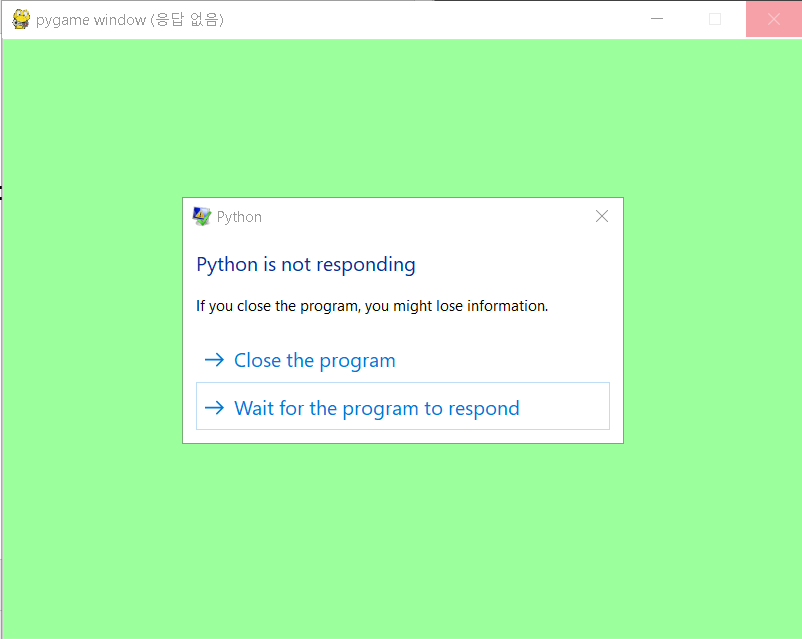 pygame window (응답 없음)
Python
Python is not responding
If you close the program, you might lose information.
Close the program
Wait for the program to respond